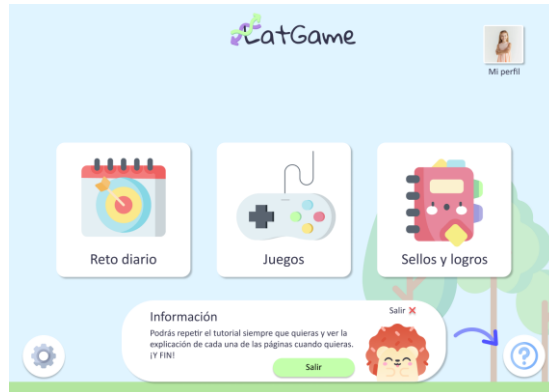 EatGame
Mi perfil
Reto diario
Juegos
Sellos y logros
Información
Salir ✖
Podrás repetir el tutorial siempre que quieras y ver la
explicación de cada una de las páginas cuando quieras.
¡Y FIN!
Salir
?